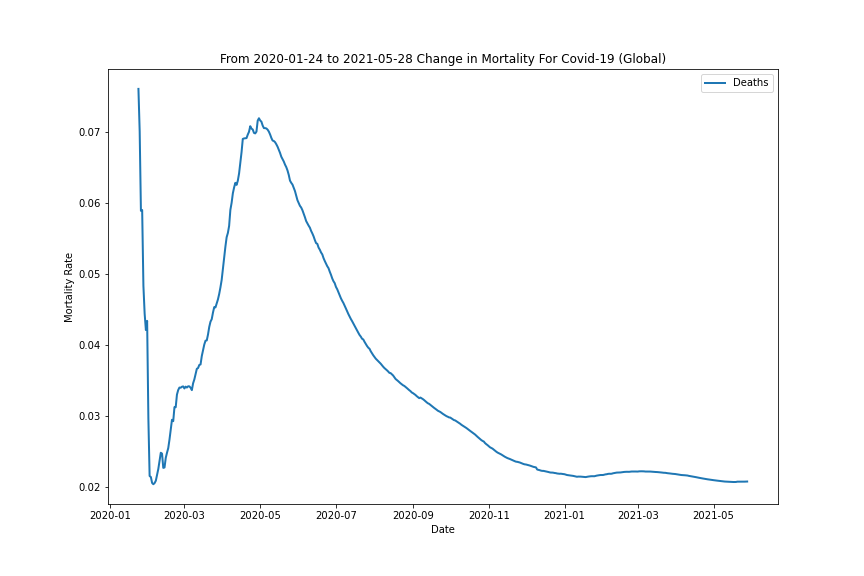 From 2020-01-24 to 2021-05-28 Change in Mortality For Covid-19 (Global)
Deaths
0.07
0.06
0.05
0.04
0.03
0.02
Mortality Rate
2020-01 2020-03 2020-05 2020-07 2020-09 2020-11 2021-01 2021-03 2021-05
Date